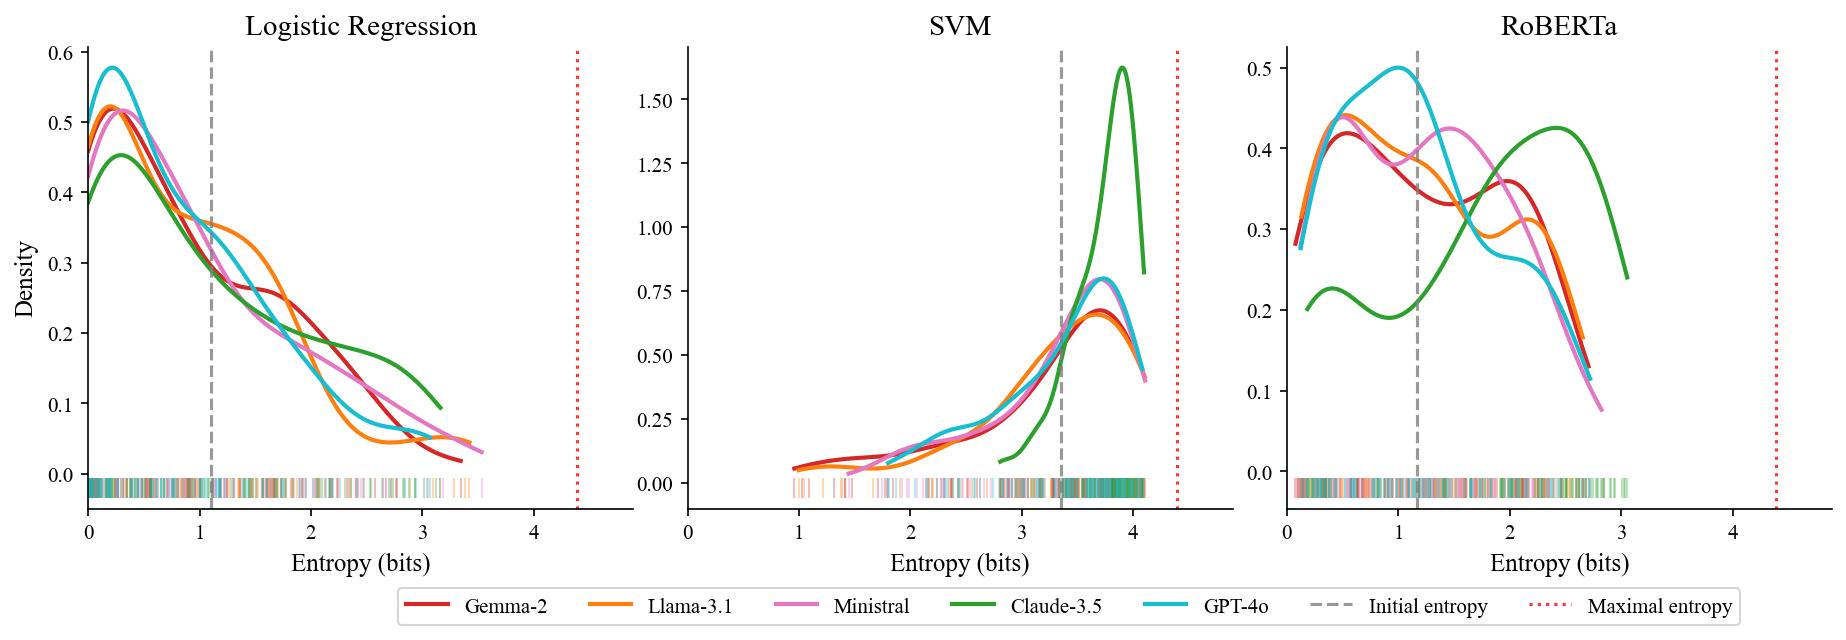 Logistic Regression
SVM
RoBERTa
Density
0.6
0.5
0.4
0.3
0.2
0.1
0.0
0 1 2 3 4
Entropy (bits)
1.50
1.25
1.00
0.75
0.50
0.25
0.00
0 1 2 3 4
Entropy (bits)
0.5
0.4
0.3
0.2
0.1
0.0
0 1 2 3 4
Entropy (bits)
Gemma-2 Llama-3.1 Ministral Claude-3.5 GPT-4o Initial entropy Maximal entropy